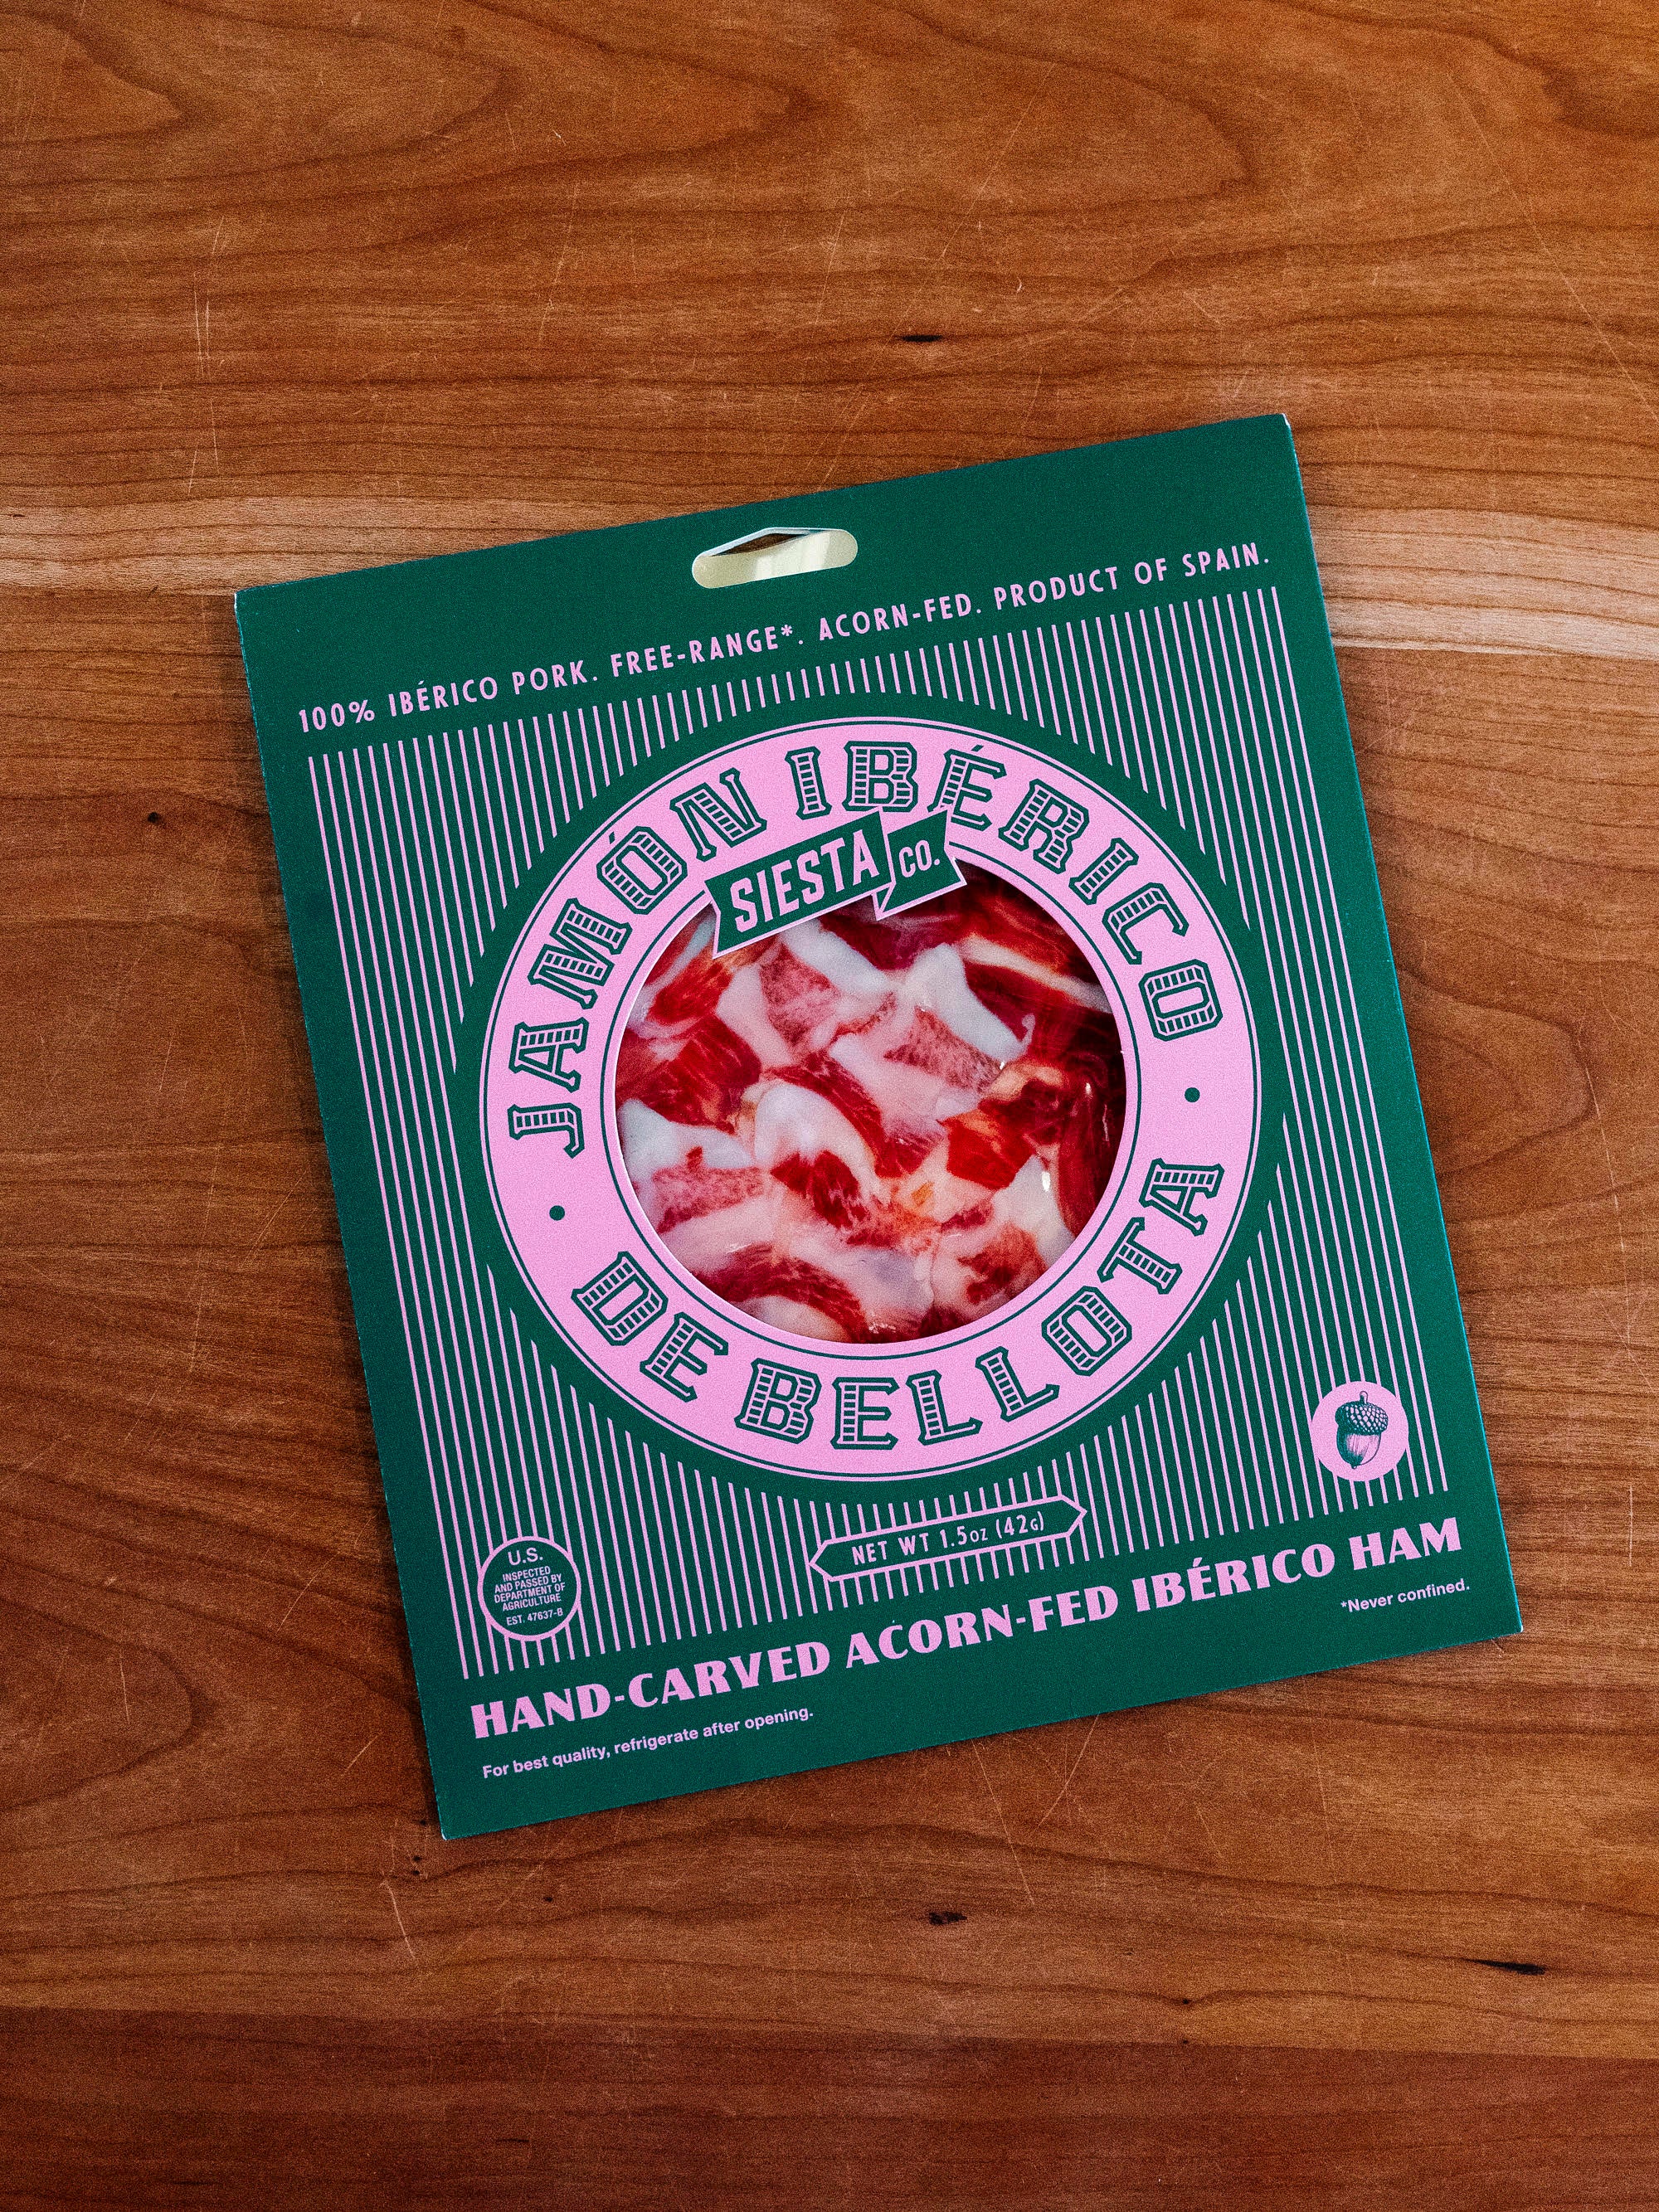 100% IBÉRICO PORK. FREE-RANGE*. ACORN-FED. PRODUCT OF SPAIN.
JAMÓN IBÉRICO
SIESTA CO.
• DE BELLOTA •
NET WT 1.5OZ (42G)
U.S.
INSPECTED
AND PASSED BY
DEPARTMENT OF
AGRICULTURE
EST. 47637-B
HAND-CARVED ACORN-FED IBÉRICO HAM
*Never confined.
For best quality, refrigerate after opening.